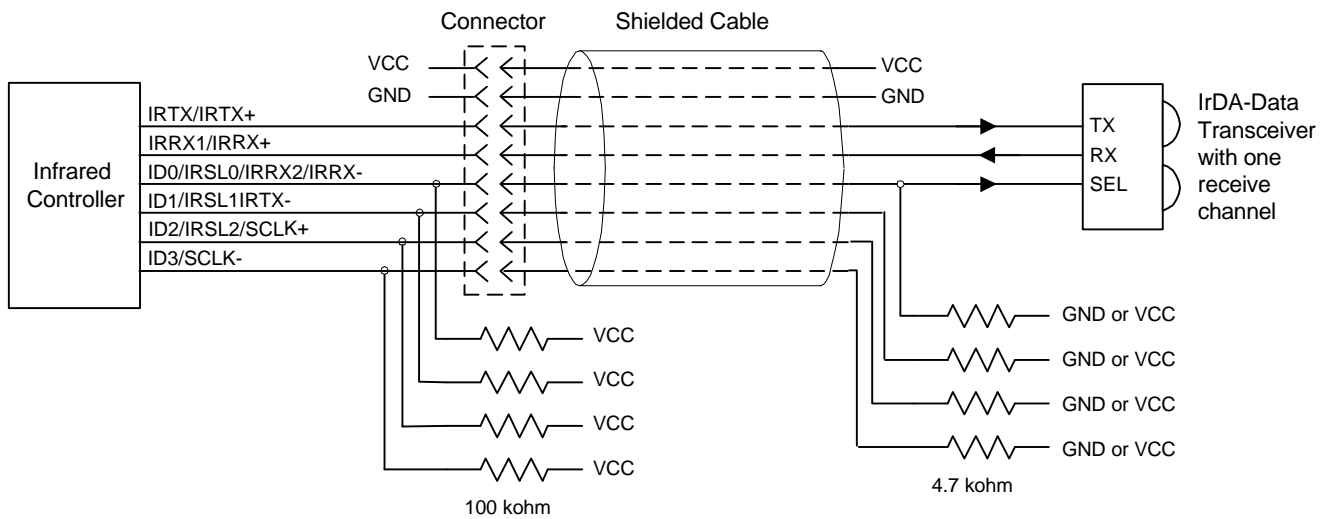 Connector
Shielded Cable
VCC
VCC
GND
GND
IRTX/IRTX+
IRRX1/IRRX+
ID0/IRSL0/IRRX2/IRRX-
ID1/IRSL1IRTX-
ID2/IRSL2/SCLK+
ID3/SCLK-
Infrared
Controller
TX
RX
SEL
IrDA-Data
Transceiver
with one
receive
channel
VCC
VCC
VCC
VCC
100 kohm
GND or VCC
GND or VCC
GND or VCC
GND or VCC
4.7 kohm